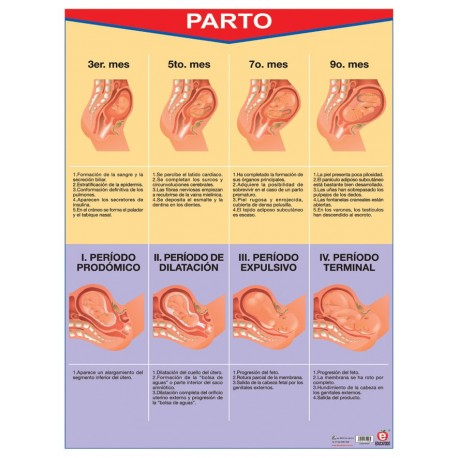 PARTO
3er. mes
5to. mes
7o. mes
9o. mes
1.Formación de la sangre y la
secreción biliar.
2.Estratificación de la epidermis.
3.Conformación definitiva de los
pulmones.
4.Aparecen los secretores de
insulina.
5.En el cráneo se forma el paladar
y el tabique nasal.
1.Se percibe el latido cardíaco.
2.Se completan los surcos y
circunvoluciones cerebrales.
3.Las fibras nerviosas empiezan
a recubrirse de la vaina mielínica.
4.Se deposita el esmalte y la
dentina en los dientes.
1.Ha completado la formación de
sus órganos principales.
2.Adquiere la posibilidad de
sobrevivir en el caso de un parto
prematuro.
3.Piel rugosa y enrojecida,
cubierta de densa pelusilla.
4.El tejido adiposo subcutáneo
es escaso.
1.La piel presenta poca pilosidad.
2.El panículo adiposo subcutáneo
está bastante bien desarrollado.
3.Las uñas han sobrepasado los
pulpejos de los dedos.
4.Las fontanelas craneales están
abiertas.
5.En los varones, los testículos
han descendido al escroto.
I. PERÍODO
PRODÓMICO
II. PERÍODO DE
DILATACIÓN
III. PERÍODO
EXPULSIVO
IV. PERÍODO
TERMINAL
1.Aparece un alargamiento del
segmento inferior del útero.
1.Dilatación del cuello del útero.
2.Formación de la "bolsa de
aguas" o parte inferior del saco
amniótico.
3.Dilatación completa del orificio
uterino externo y progresión de
la "bolsa de aguas".
1.Progresión del feto.
2.Rotura parcial de la membrana.
3.Salida de la cabeza fetal por los
genitales externos.
1.Progresión del feto.
2.La membrana se ha roto por
completo.
3.Hundimiento de la cabeza en
los genitales externos.
4.Salida del producto.